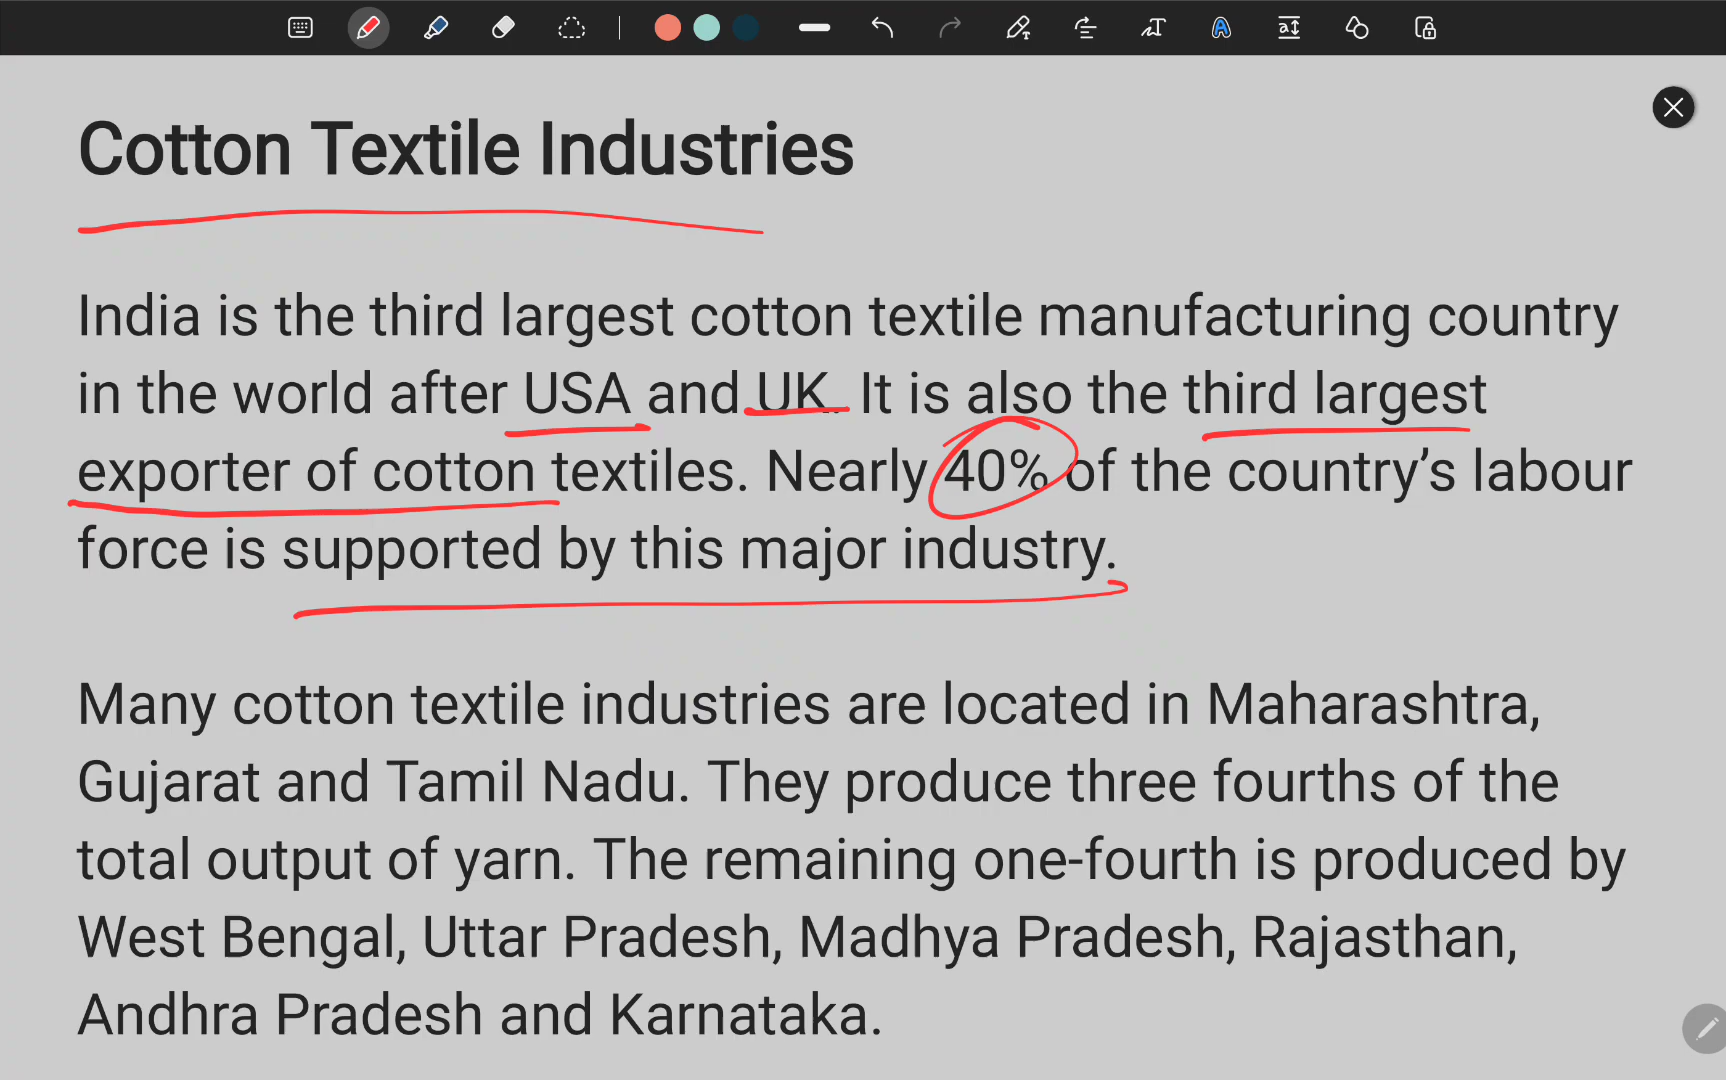 Cotton Textile Industries
India is the third largest cotton textile manufacturing country
in the world after USA and UK. It is also the third largest
exporter of cotton textiles. Nearly 40% of the country’s labour
force is supported by this major industry.
Many cotton textile industries are located in Maharashtra,
Gujarat and Tamil Nadu. They produce three fourths of the
total output of yarn. The remaining one-fourth is produced by
West Bengal, Uttar Pradesh, Madhya Pradesh, Rajasthan,
Andhra Pradesh and Karnataka.